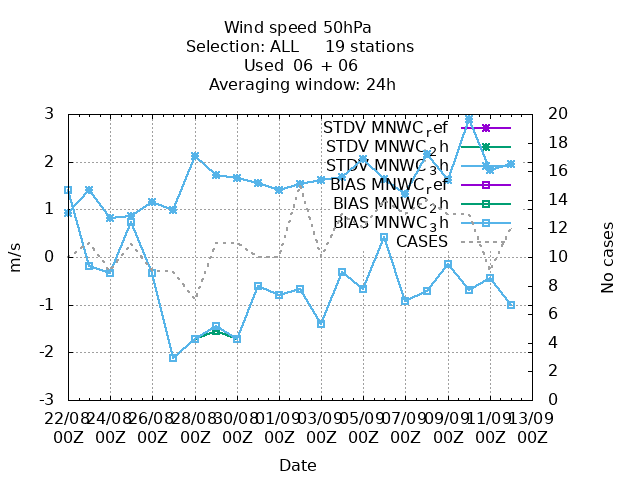 Wind speed 50hPa
Selection: ALL 19 stations
Used 06 + 06
Averaging window: 24h
3
2
1
0
-1
-2
-3
m/s
20
18
16
14
12
10
8
6
4
2
0
No cases
STDV MNWC_ref
STDV MNWC_2h
STDV MNWC_3h
BIAS MNWC_ref
BIAS MNWC_2h
BIAS MNWC_3h
CASES
22/08 24/08 26/08 28/08 30/08 01/09 03/09 05/09 07/09 09/09 11/09 13/09
00Z 00Z 00Z 00Z 00Z 00Z 00Z 00Z 00Z 00Z 00Z 00Z
Date